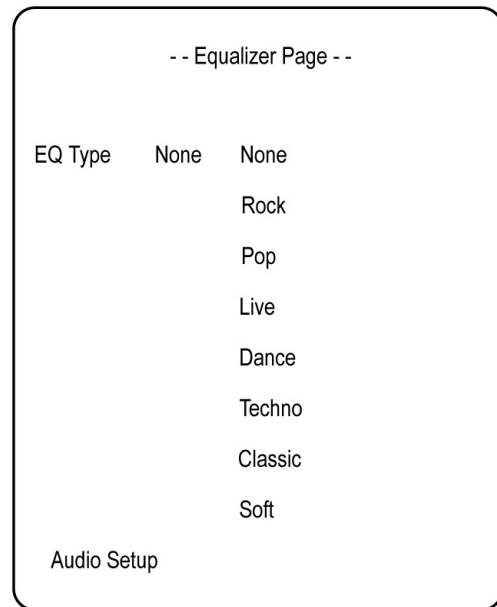 - - Equalizer Page - -
EQ Type None None
Rock
Pop
Live
Dance
Techno
Classic
Soft
Audio Setup